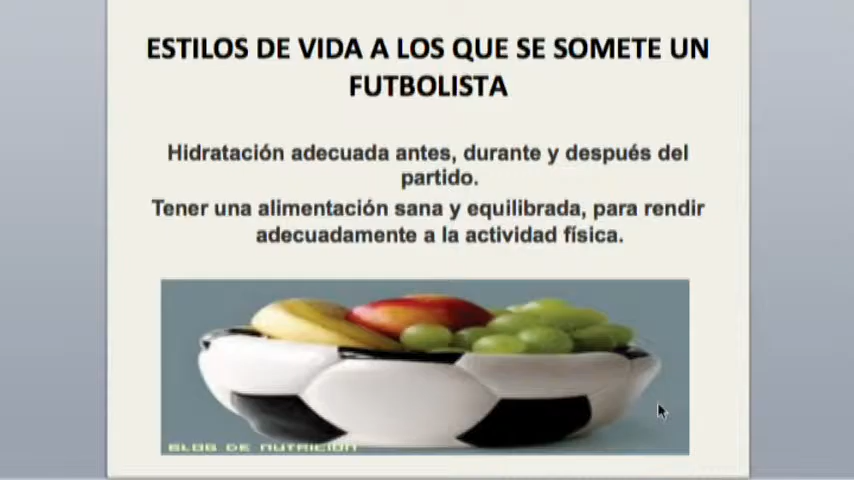 ESTILOS DE VIDA A LOS QUE SE SOMETE UN
FUTBOLISTA
Hidratación adecuada antes, durante y después del
partido.
Tener una alimentación sana y equilibrada, para rendir
adecuadamente a la actividad física.
BLOG DE NUTRICION